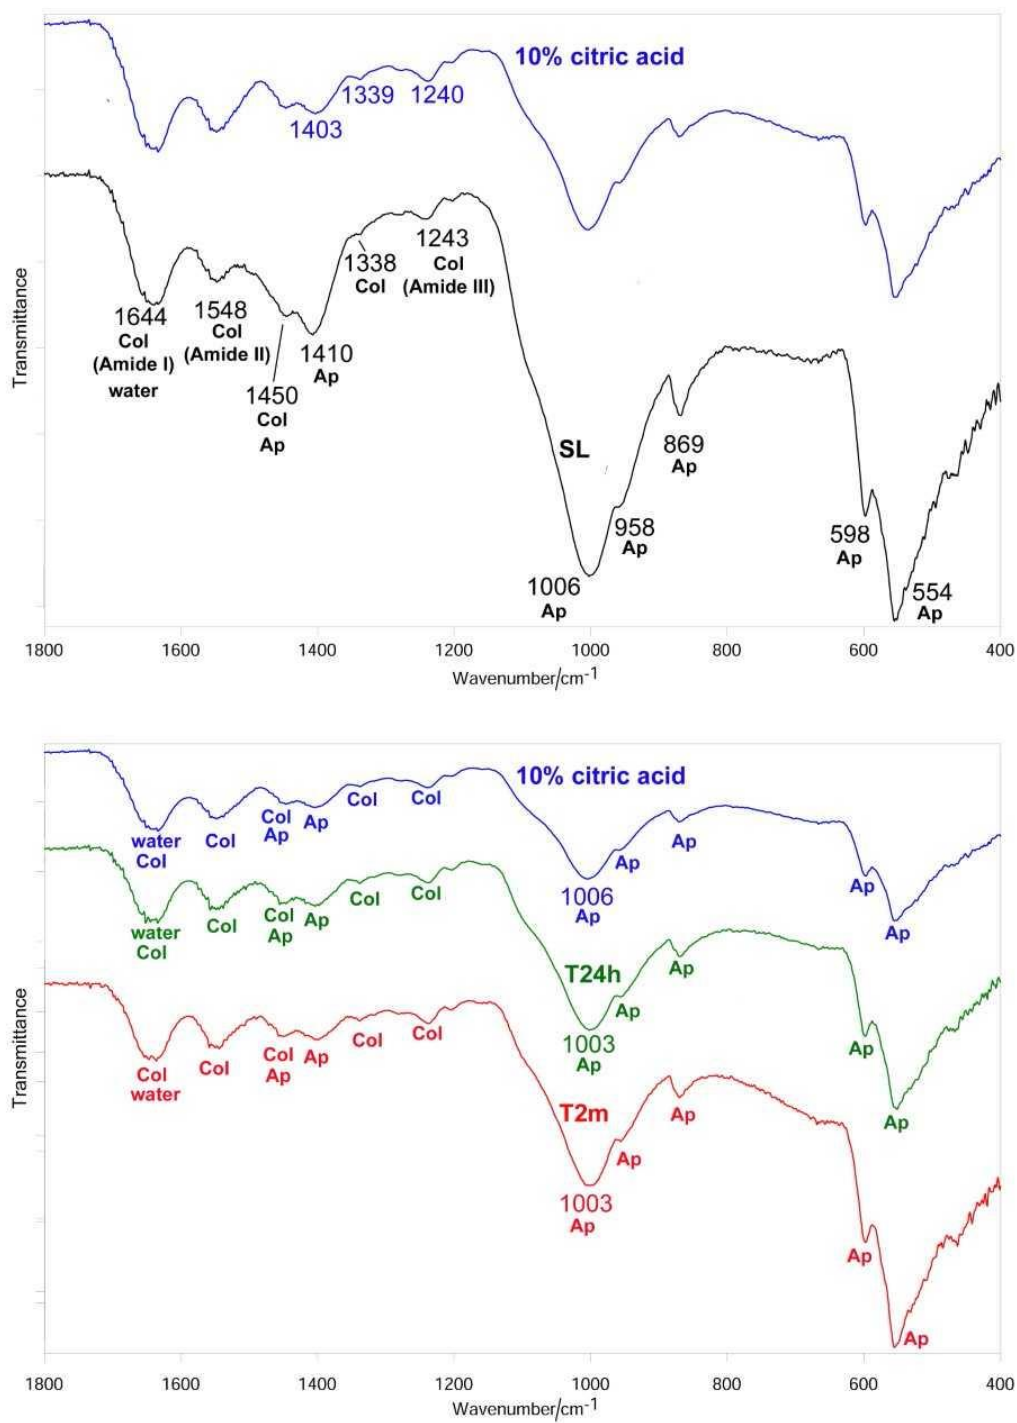 10% citric acid
1339 1240
1403
1644
Col
(Amide I)
water
1548
Col
(Amide II)
1450
Col
Ap
1410
Ap
1338
Col
1243
Col
(Amide III)
SL
1006
Ap
958
Ap
869
Ap
598
Ap
554
Ap
Transmittance
1800 1600 1400 1200 1000 800 600 400
Wavenumber/cm-1
10% citric acid
water
Col
Col
Col
Ap
Ap
Col
Col
1006
Ap
Ap
Ap
Ap
Ap
water
Col
Col
Col
Ap
Ap
Col
Col
T24h
1003
Ap
Ap
Ap
Ap
Ap
Col
water
Col
Col
Ap
Ap
Col
Col
T2m
1003
Ap
Ap
Ap
Ap
Ap
Transmittance
1800 1600 1400 1200 1000 800 600 400
Wavenumber/cm-1